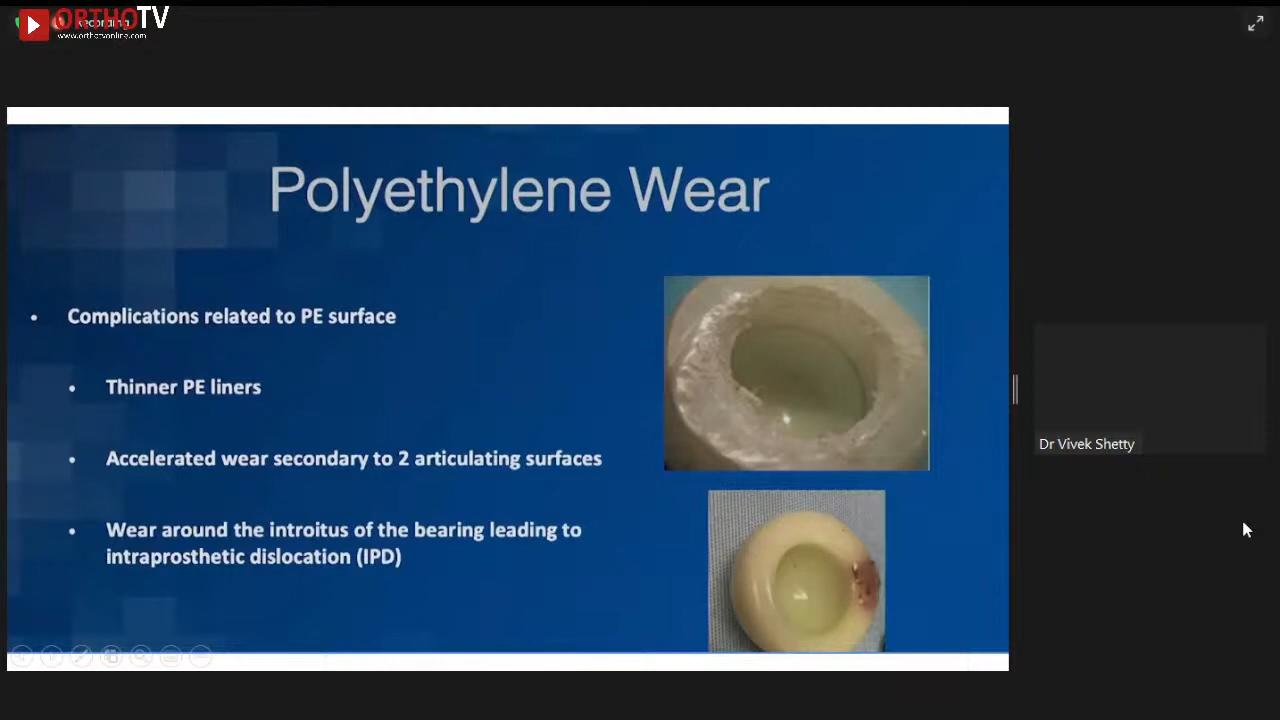 ORTHOTV
Recording
www.orthotvonline.com
Polyethylene Wear
• Complications related to PE surface
• Thinner PE liners
• Accelerated wear secondary to 2 articulating surfaces
• Wear around the introitus of the bearing leading to
intraprosthetic dislocation (IPD)
Dr Vivek Shetty